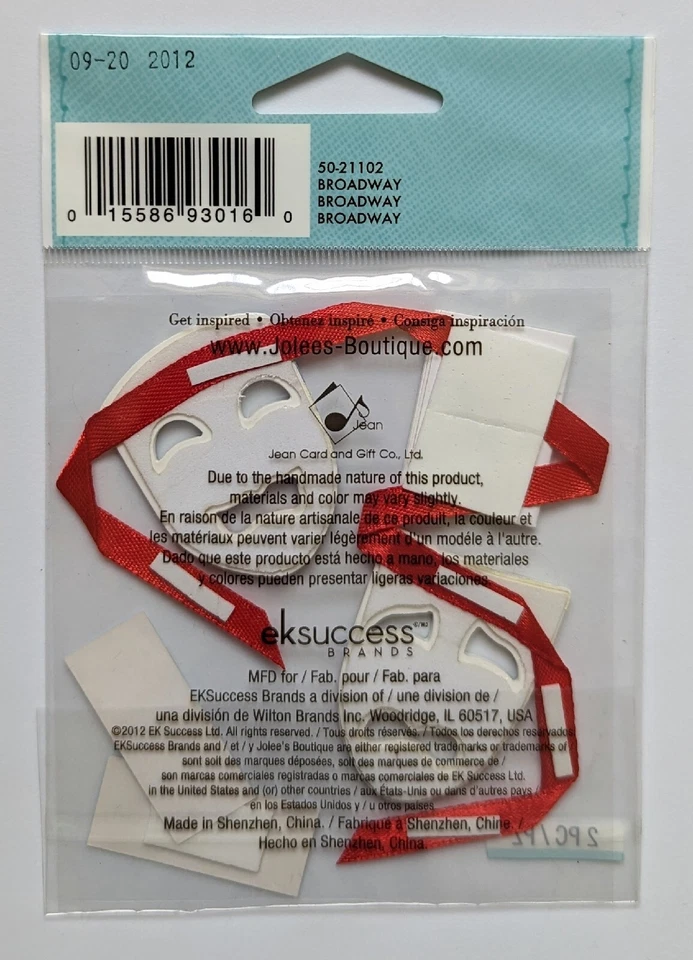 09-20 2012
50-21102
BROADWAY
BROADWAY
BROADWAY
0 15586 93016 0
Get inspired • Obtenez inspiré • Consiga inspiración
www.Jolees-Boutique.com
Jean
Jean Card and Gift Co., Ltd.
Due to the handmade nature of this product,
materials and color may vary slightly.
En raison de la nature artisanale de ce produit, la couleur et
les matériaux peuvent varier légèrement d'un modéle à l'autre.
Dado que este producto está hecho a mano, los materiales
y colores pueden presentar ligeras variaciones.
eksuccess
BRANDS
MFD for / Fab. pour / Fab. para
EKSuccess Brands a division of / une division de /
una división de Wilton Brands Inc. Woodridge, IL 60517, USA
©2012 EK Success Ltd. All rights reserved. / Tous droits réservés. / Todos los derechos reservados.
EKSuccess Brands and / et / y Jolee's Boutique are either registered trademarks or trademarks of /
sont soit des marques déposées, soit des marques de commerce de /
son marcas comerciales registradas o marcas comerciales de EK Success Ltd.
in the United States and (or) other countries / aux États-Unis ou dans d'autres pays /
en los Estados Unidos y / u otros países.
Made in Shenzhen, China. / Fabriqué à Shenzhen, Chine. /
Hecho en Shenzhen, China.
2 PC / PZ